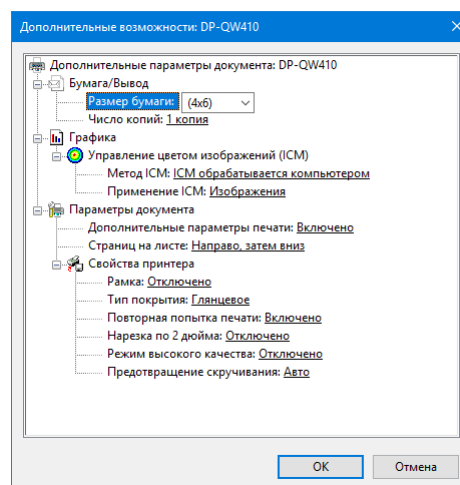 Дополнительные возможности: DP-QW410
Дополнительные параметры документа: DP-QW410
Бумага/Вывод
Размер бумаги: (4x6)
Число копий: 1 копия
Графика
Управление цветом изображений (ICM)
Метод ICM: ICM обрабатывается компьютером
Применение ICM: Изображения
Параметры документа
Дополнительные параметры печати: Включено
Страниц на листе: Направо, затем вниз
Свойства принтера
Рамка: Отключено
Тип покрытия: Глянцевое
Повторная попытка печати: Включено
Нарезка по 2 дюйма: Отключено
Режим высокого качества: Отключено
Предотвращение скручивания: Авто
ОК Отмена